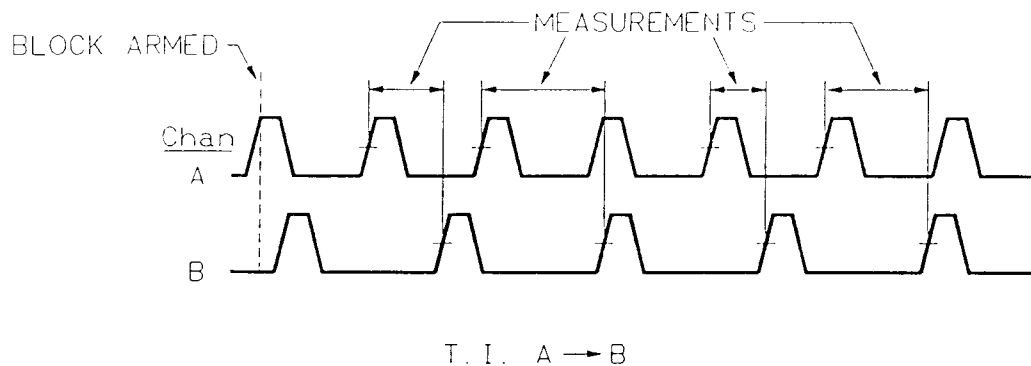 MEASUREMENTS
BLOCK ARMED
Chan
A
B
T. I. A → B